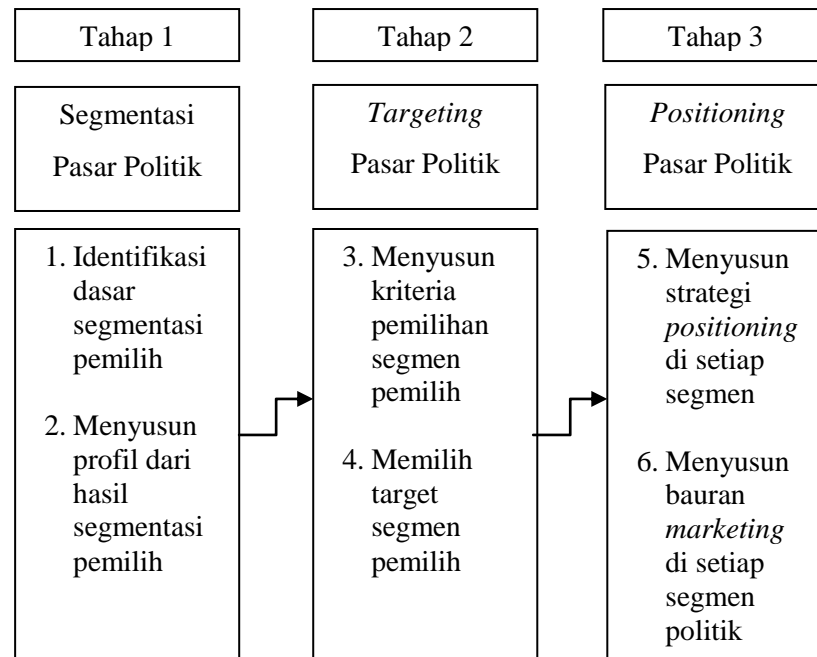 Tahap 1
Tahap 2
Tahap 3
Segmentasi
Pasar Politik
Targeting
Pasar Politik
Positioning
Pasar Politik
1. Identifikasi
dasar
segmentasi
pemilih
2. Menyusun
profil dari
hasil
segmentasi
pemilih
3. Menyusun
kriteria
pemilihan
segmen
pemilih
4. Memilih
target
segmen
pemilih
5. Menyusun
strategi
positioning
di setiap
segmen
6. Menyusun
bauran
marketing
di setiap
segmen
politik